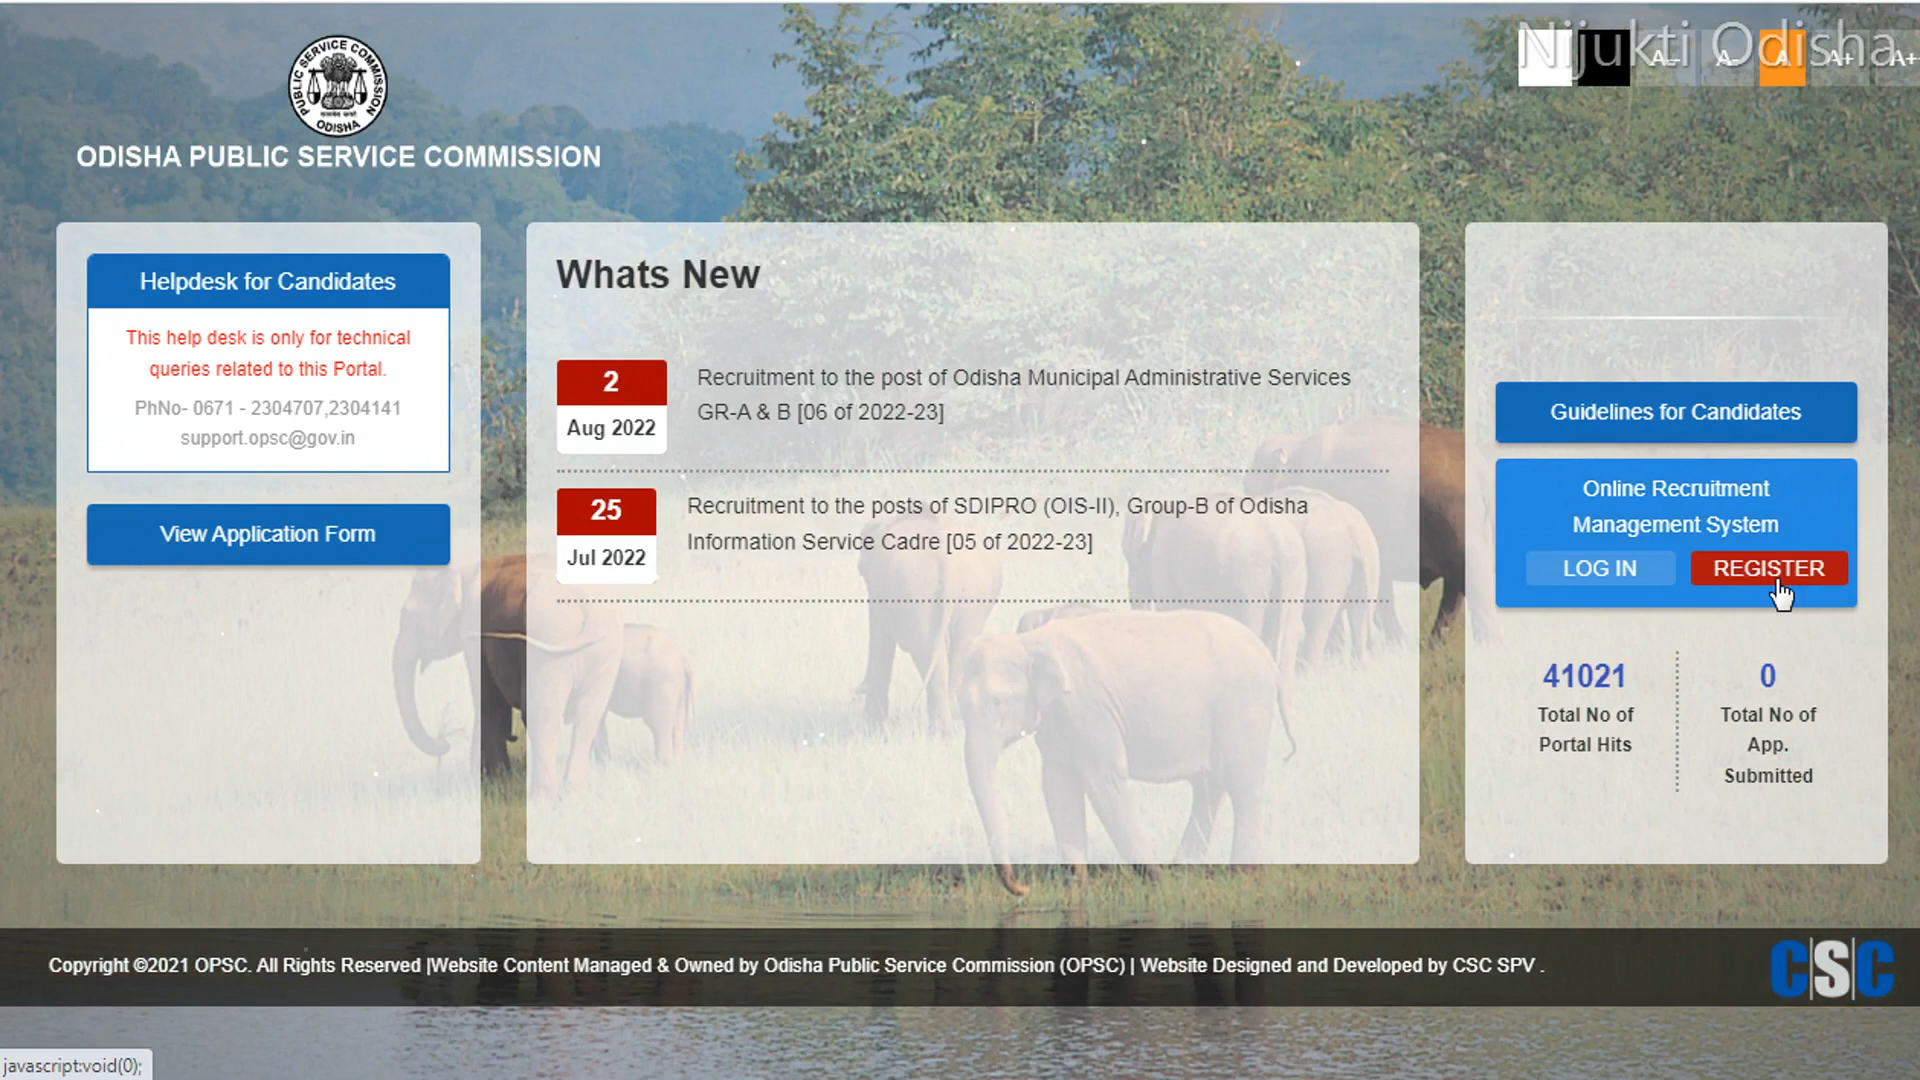 Nijukti Odisha
A-
A
A+
PUBLIC SERVICE COMMISSION
ODISHA
ODISHA PUBLIC SERVICE COMMISSION
Helpdesk for Candidates
This help desk is only for technical
queries related to this Portal.
PhNo- 0671 - 2304707,2304141
support.opsc@gov.in
View Application Form
Whats New
2
Aug 2022
Recruitment to the post of Odisha Municipal Administrative Services
GR-A & B [06 of 2022-23]
25
Jul 2022
Recruitment to the posts of SDIPRO (OIS-II), Group-B of Odisha
Information Service Cadre [05 of 2022-23]
Guidelines for Candidates
Online Recruitment
Management System
LOG IN
REGISTER
41021
Total No of
Portal Hits
0
Total No of
App.
Submitted
Copyright ©2021 OPSC. All Rights Reserved |Website Content Managed & Owned by Odisha Public Service Commission (OPSC) | Website Designed and Developed by CSC SPV .
C|S|C
javascript:void(0);